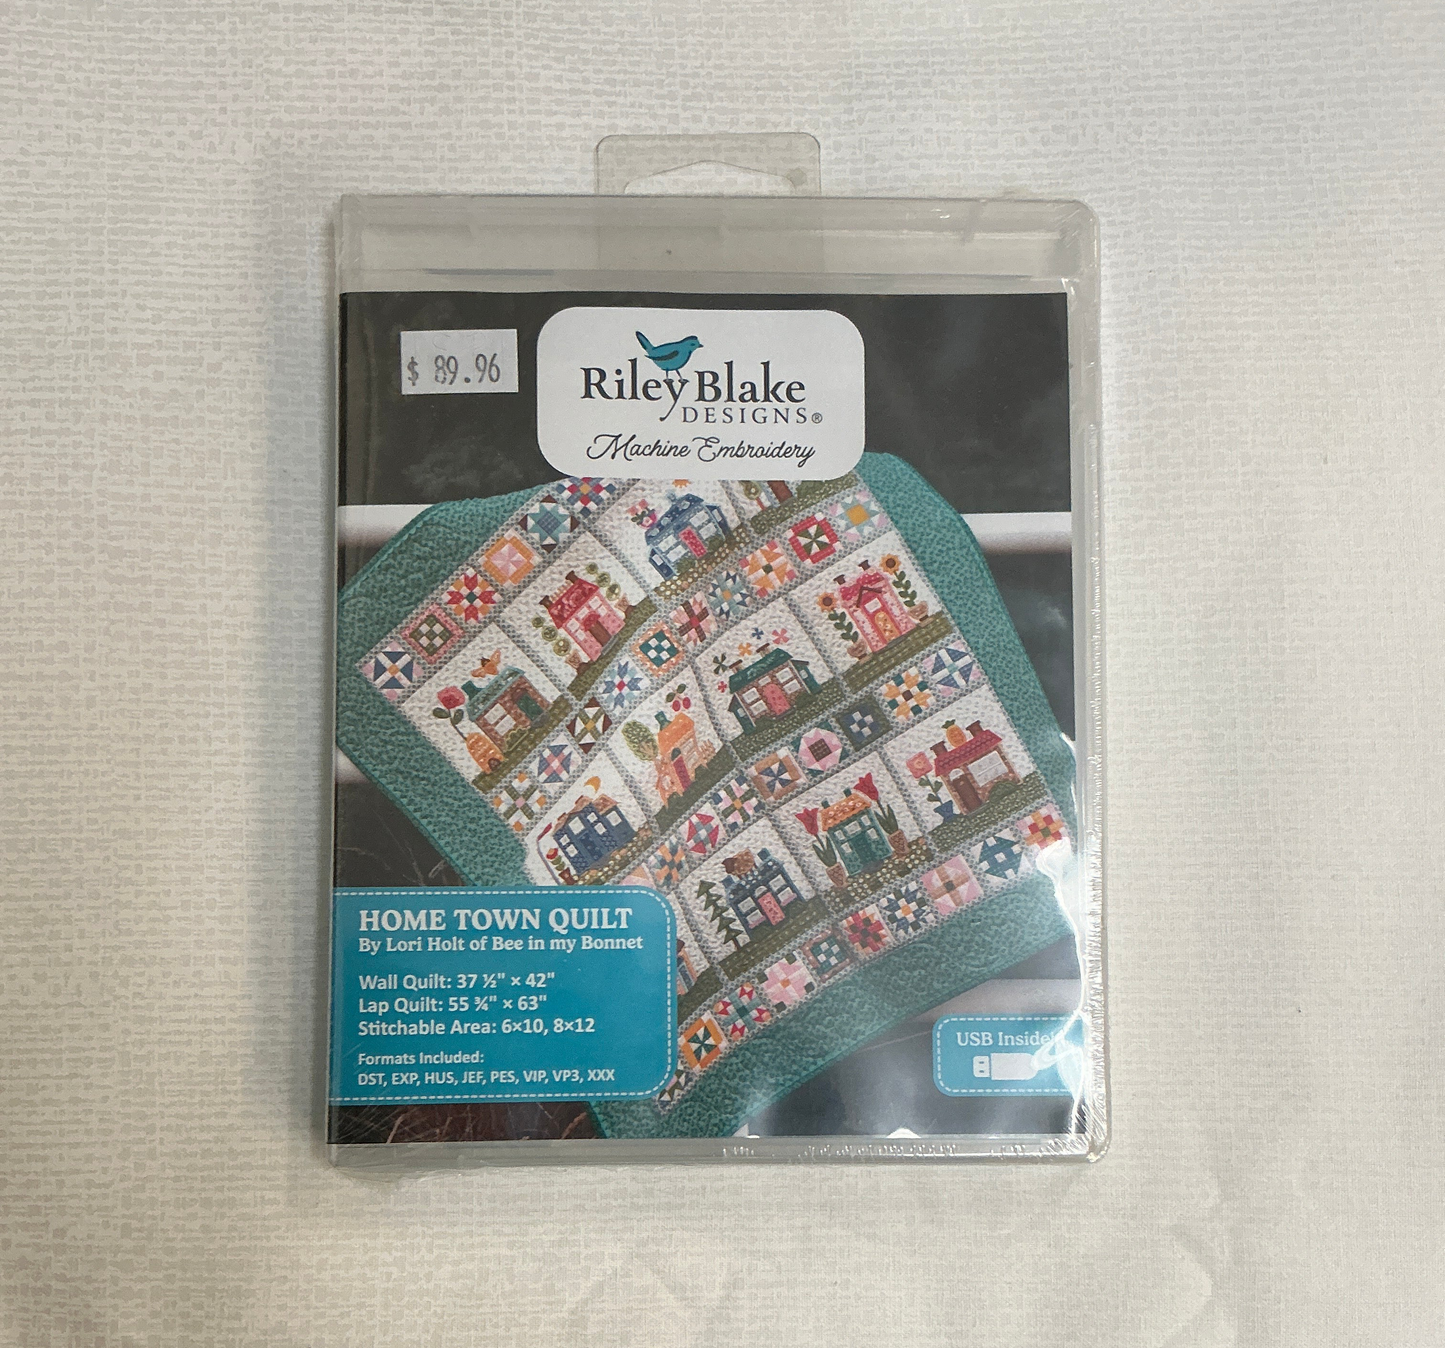 $ 89.96
Riley Blake
DESIGNS®
Machine Embroidery
HOME TOWN QUILT
By Lori Holt of Bee in my Bonnet
Wall Quilt: 37 ½" × 42"
Lap Quilt: 55 ¾" × 63"
Stitchable Area: 6×10, 8×12
Formats Included:
DST, EXP, HUS, JEF, PES, VIP, VP3, XXX
USB Inside!